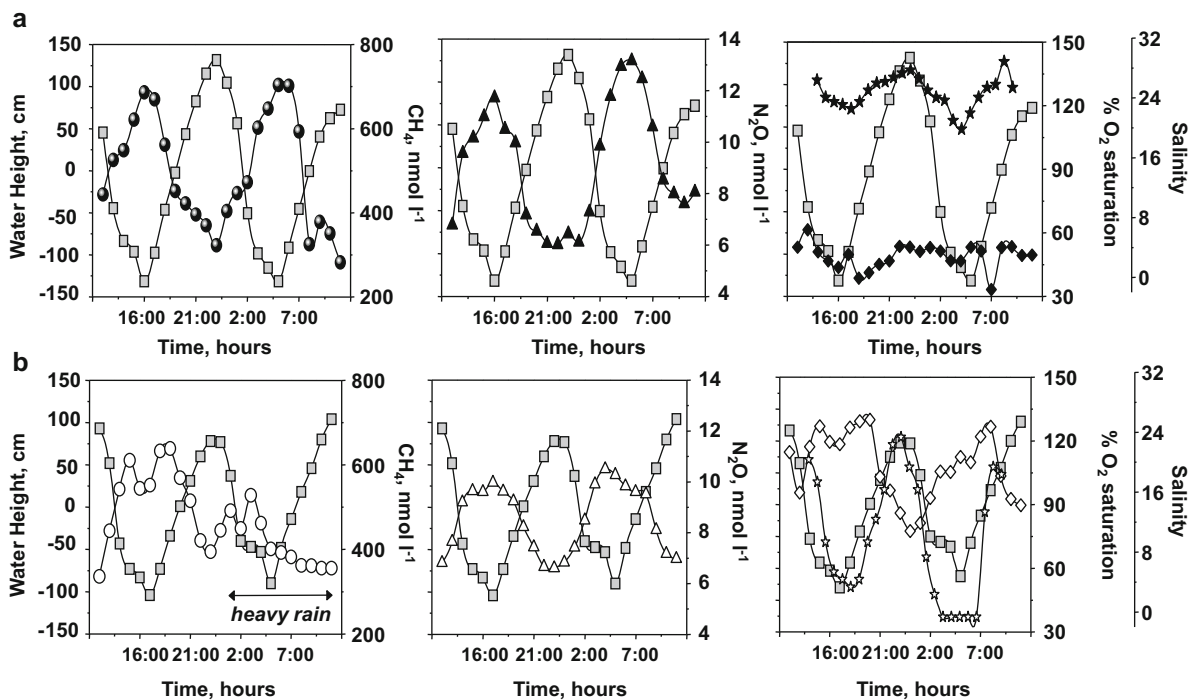 a
150
100
50
0
-50
-100
-150
Water Height, cm
800
600
400
200
CH4, nmol l-1
16:00 21:00 2:00 7:00
Time, hours
14
12
10
8
6
4
N2O, nmol l-1
16:00 21:00 2:00 7:00
Time, hours
150
120
90
60
30
% O2 saturation
32
24
16
8
0
Salinity
16:00 21:00 2:00 7:00
Time, hours
b
150
100
50
0
-50
-100
-150
Water Height, cm
800
600
400
200
CH4, nmol l-1
heavy rain
16:00 21:00 2:00 7:00
Time, hours
14
12
10
8
6
4
N2O, nmol l-1
16:00 21:00 2:00 7:00
Time, hours
150
120
90
60
30
% O2 saturation
32
24
16
8
0
Salinity
16:00 21:00 2:00 7:00
Time, hours